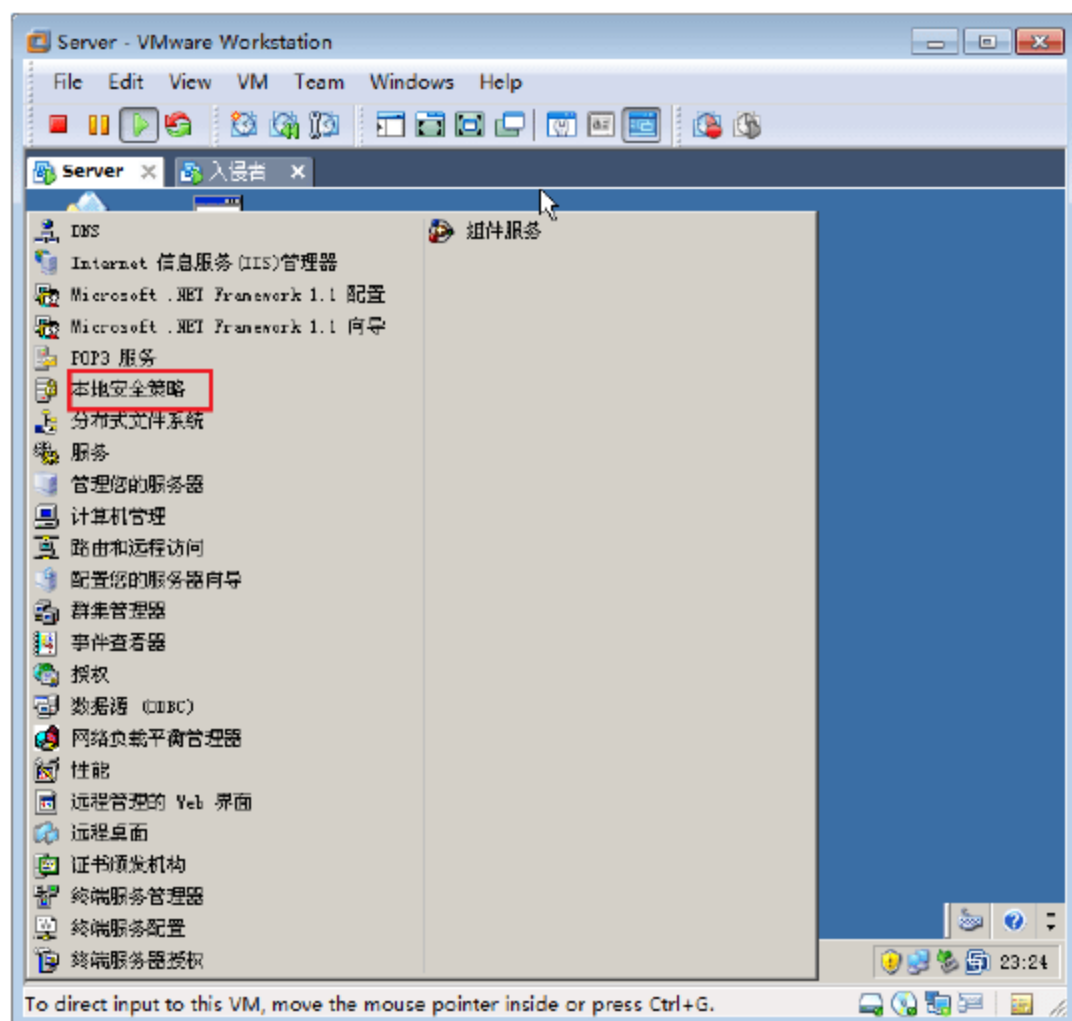 Server - VMware Workstation
File Edit View VM Team Windows Help
Server 入侵者
DNS
组件服务
Internet 信息服务(IIS)管理器
Microsoft .NET Framework 1.1 配置
Microsoft .NET Framework 1.1 向导
POP3 服务
本地安全策略
分布式文件系统
服务
管理您的服务器
计算机管理
路由和远程访问
配置您的服务器向导
群集管理器
事件查看器
授权
数据源 (ODBC)
网络负载平衡管理器
性能
远程管理的 Web 界面
远程桌面
证书颁发机构
终端服务管理器
终端服务配置
终端服务器授权
23:24
To direct input to this VM, move the mouse pointer inside or press Ctrl+G.